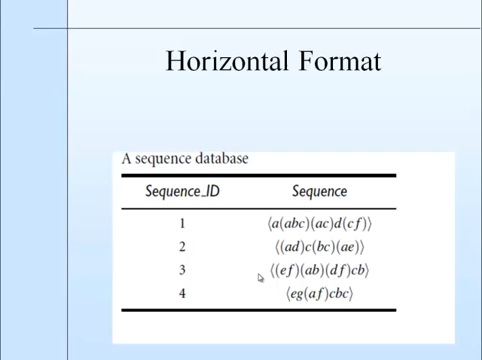 Horizontal Format
A sequence database
Sequence_ID Sequence
1 ⟨a(abc)(ac)d(cf)⟩
2 ⟨(ad)c(bc)(ae)⟩
3 ⟨(ef)(ab)(df)cb⟩
4 ⟨eg(af)cbc⟩